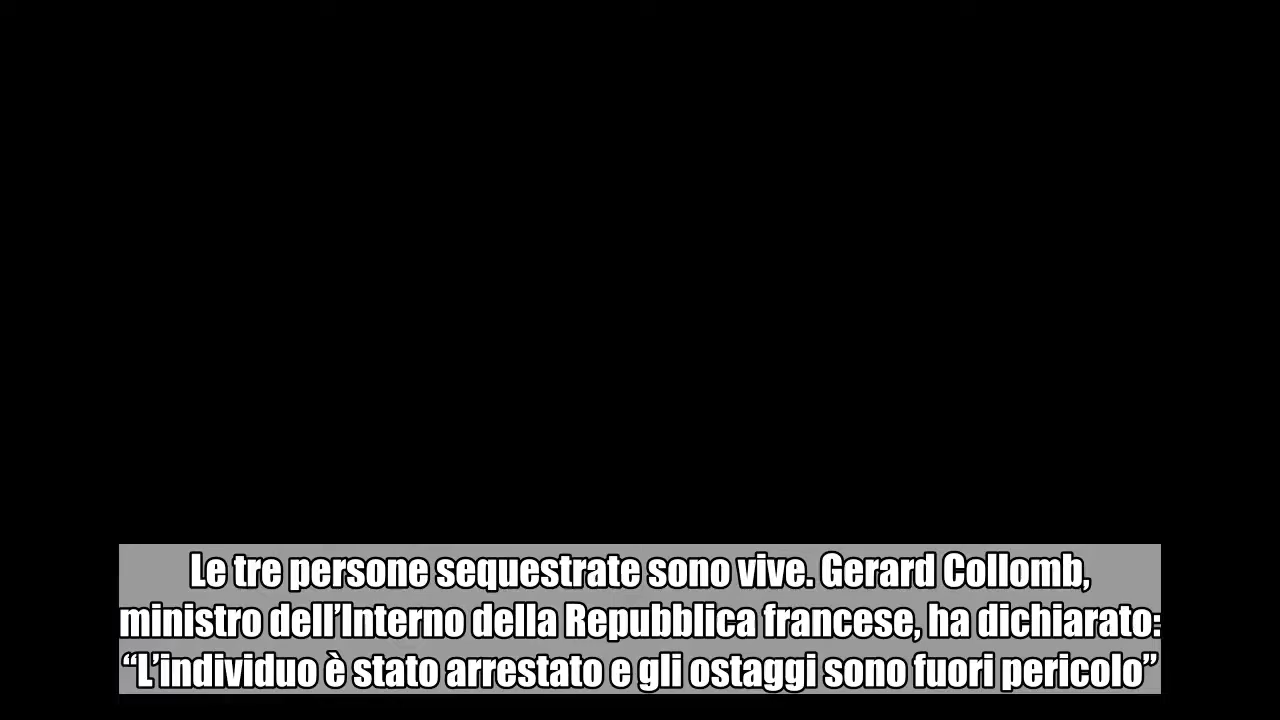 Le tre persone sequestrate sono vive. Gerard Collomb,
ministro dell’Interno della Repubblica francese, ha dichiarato:
“L’individuo è stato arrestato e gli ostaggi sono fuori pericolo”